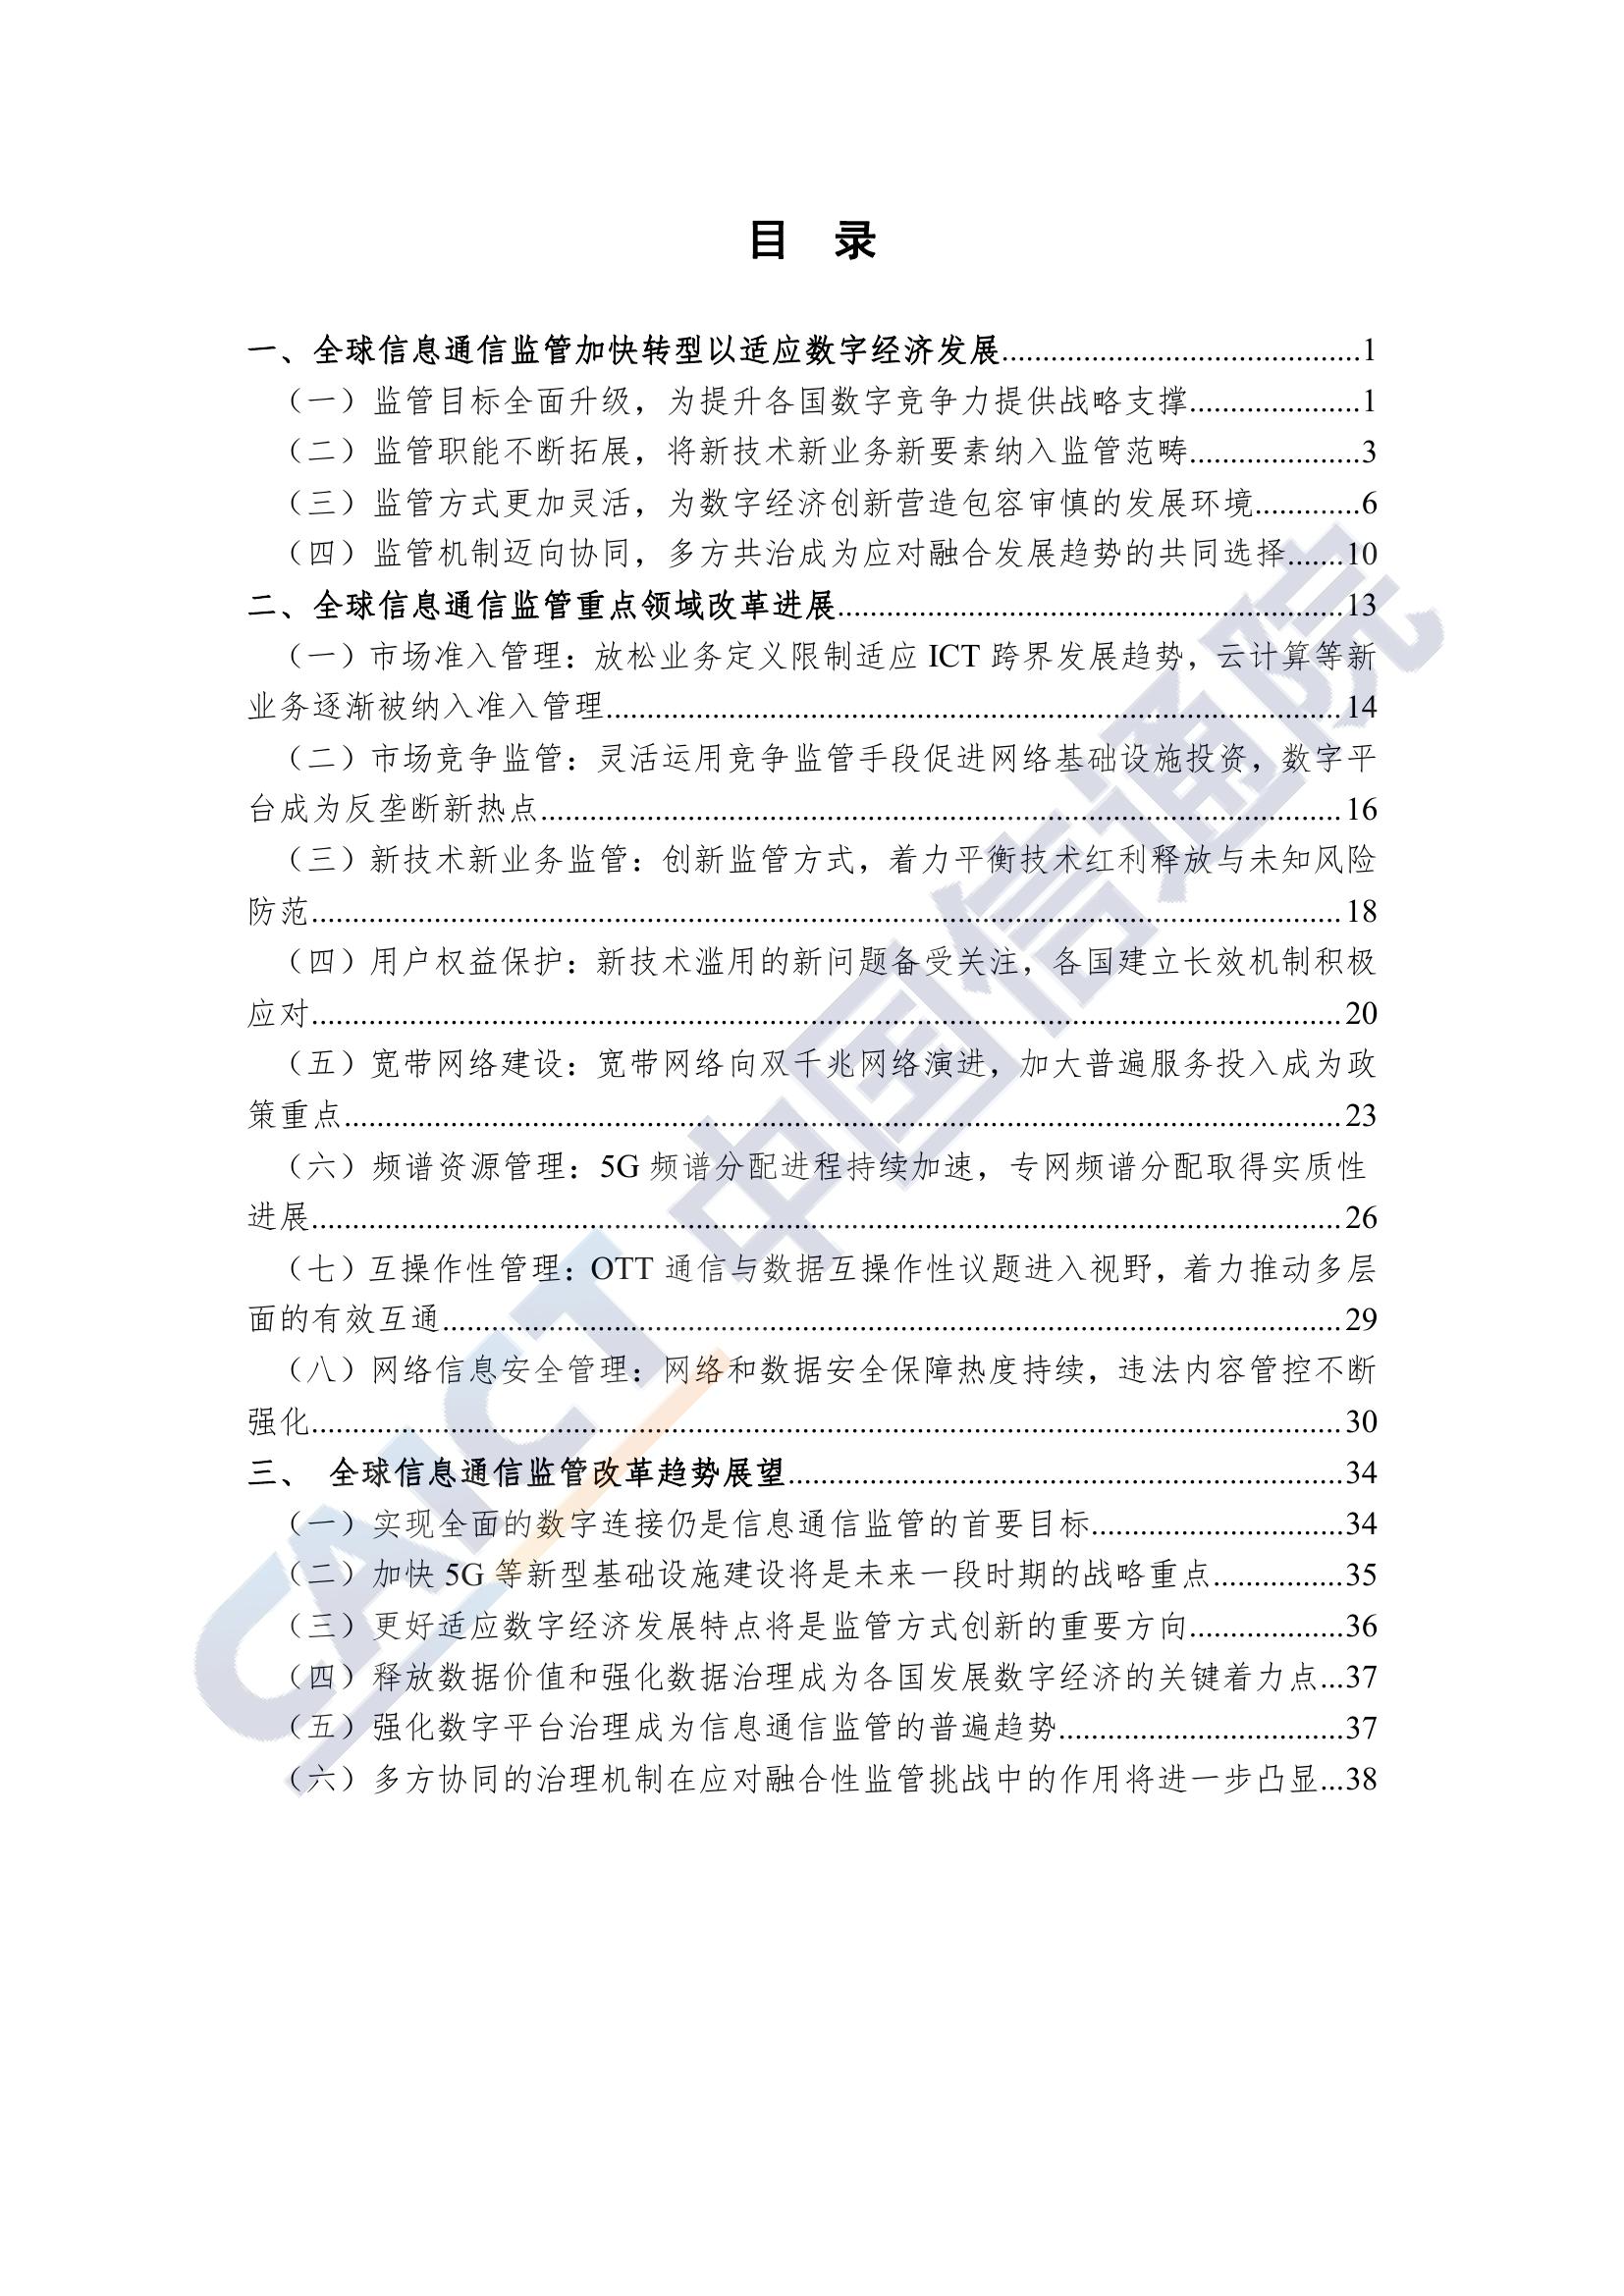 目 录
一、全球信息通信监管加快转型以适应数字经济发展............................................1
（一）监管目标全面升级，为提升各国数字竞争力提供战略支撑.....................1
（二）监管职能不断拓展，将新技术新业务新要素纳入监管范畴.....................3
（三）监管方式更加灵活，为数字经济创新营造包容审慎的发展环境.............6
（四）监管机制迈向协同，多方共治成为应对融合发展趋势的共同选择.......10
二、全球信息通信监管重点领域改革进展..............................................................13
（一）市场准入管理：放松业务定义限制适应 ICT 跨界发展趋势，云计算等新
业务逐渐被纳入准入管理..........................................................................................14
（二）市场竞争监管：灵活运用竞争监管手段促进网络基础设施投资，数字平
台成为反垄断新热点..................................................................................................16
（三）新技术新业务监管：创新监管方式，着力平衡技术红利释放与未知风险
防范..............................................................................................................................18
（四）用户权益保护：新技术滥用的新问题备受关注，各国建立长效机制积极
应对..............................................................................................................................20
（五）宽带网络建设：宽带网络向双千兆网络演进，加大普遍服务投入成为政
策重点..........................................................................................................................23
（六）频谱资源管理：5G 频谱分配进程持续加速，专网频谱分配取得实质性
进展..............................................................................................................................26
（七）互操作性管理：OTT 通信与数据互操作性议题进入视野，着力推动多层
面的有效互通..............................................................................................................29
（八）网络信息安全管理：网络和数据安全保障热度持续，违法内容管控不断
强化..............................................................................................................................30
三、 全球信息通信监管改革趋势展望....................................................................34
（一）实现全面的数字连接仍是信息通信监管的首要目标...............................34
（二）加快 5G 等新型基础设施建设将是未来一段时期的战略重点................35
（三）更好适应数字经济发展特点将是监管方式创新的重要方向...................36
（四）释放数据价值和强化数据治理成为各国发展数字经济的关键着力点...37
（五）强化数字平台治理成为信息通信监管的普遍趋势...................................37
（六）多方协同的治理机制在应对融合性监管挑战中的作用将进一步凸显...38
CAICT 中国信通院